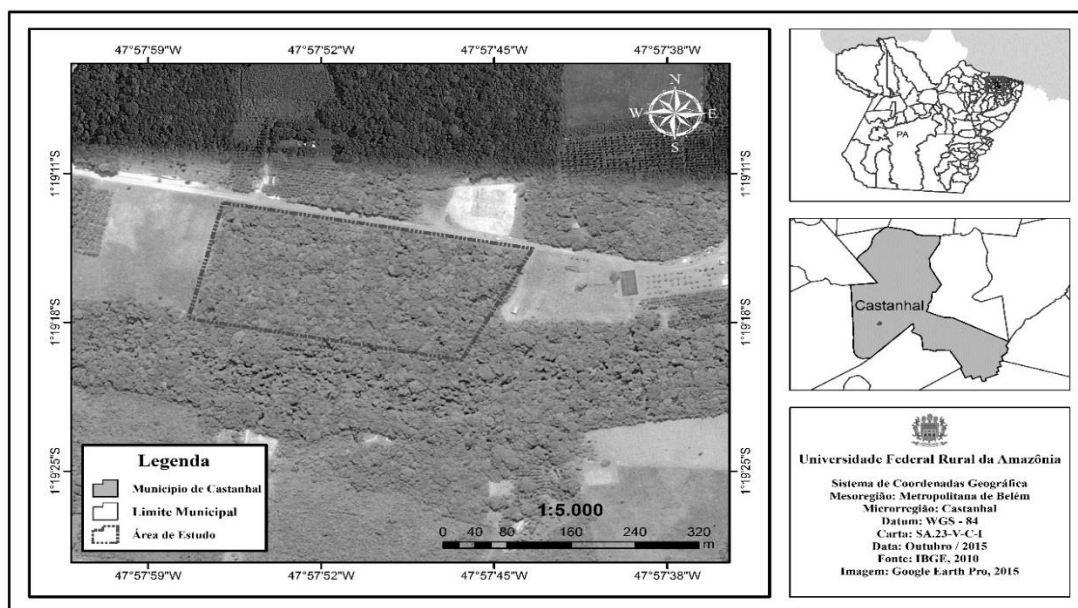 47°57'59"W 47°57'52"W 47°57'45"W 47°57'38"W
N
W E
S
1°19'11"S 1°19'11"S
1°19'18"S 1°19'18"S
1°19'25"S 1°19'25"S
Legenda
Município de Castanhal
Limite Municipal
Área de Estudo
1:5.000
0 40 80 160 240 320
m
47°57'59"W 47°57'52"W 47°57'45"W 47°57'38"W
PA
Castanhal
Universidade Federal Rural da Amazônia
Sistema de Coordenadas Geográfica
Mesoregião: Metropolitana de Belém
Microrregião: Castanhal
Datum: WGS - 84
Carta: SA.23-V-C-I
Data: Outubro / 2015
Fonte: IBGE, 2010
Imagem: Google Earth Pro, 2015